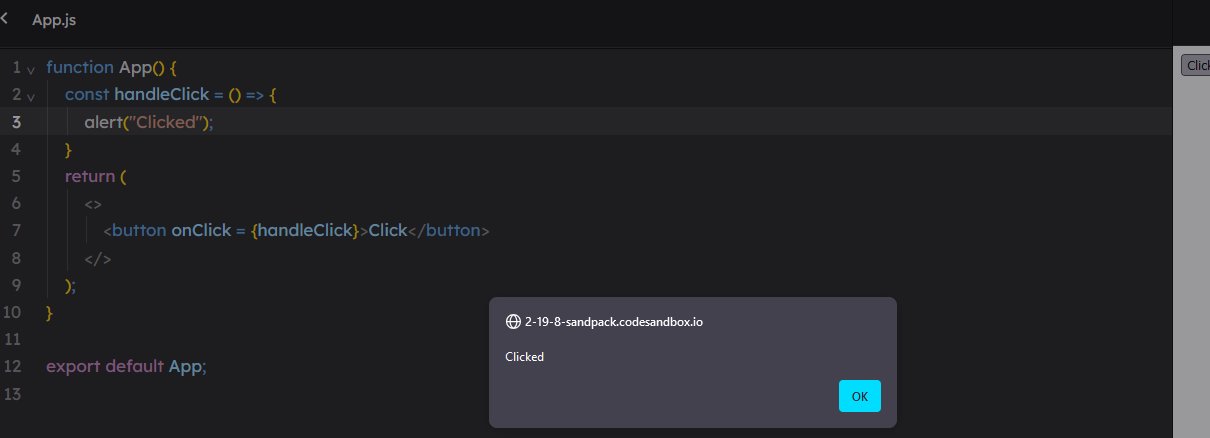 App.js
1 function App() {
2 const handleClick = () => {
3 alert("Clicked");
4 }
5 return (
6 <>
7 <button onClick = {handleClick}>Click</button>
8 </>
9 );
10 }
11
12 export default App;
13
Click
2-19-8-sandpack.codesandbox.io
Clicked
OK